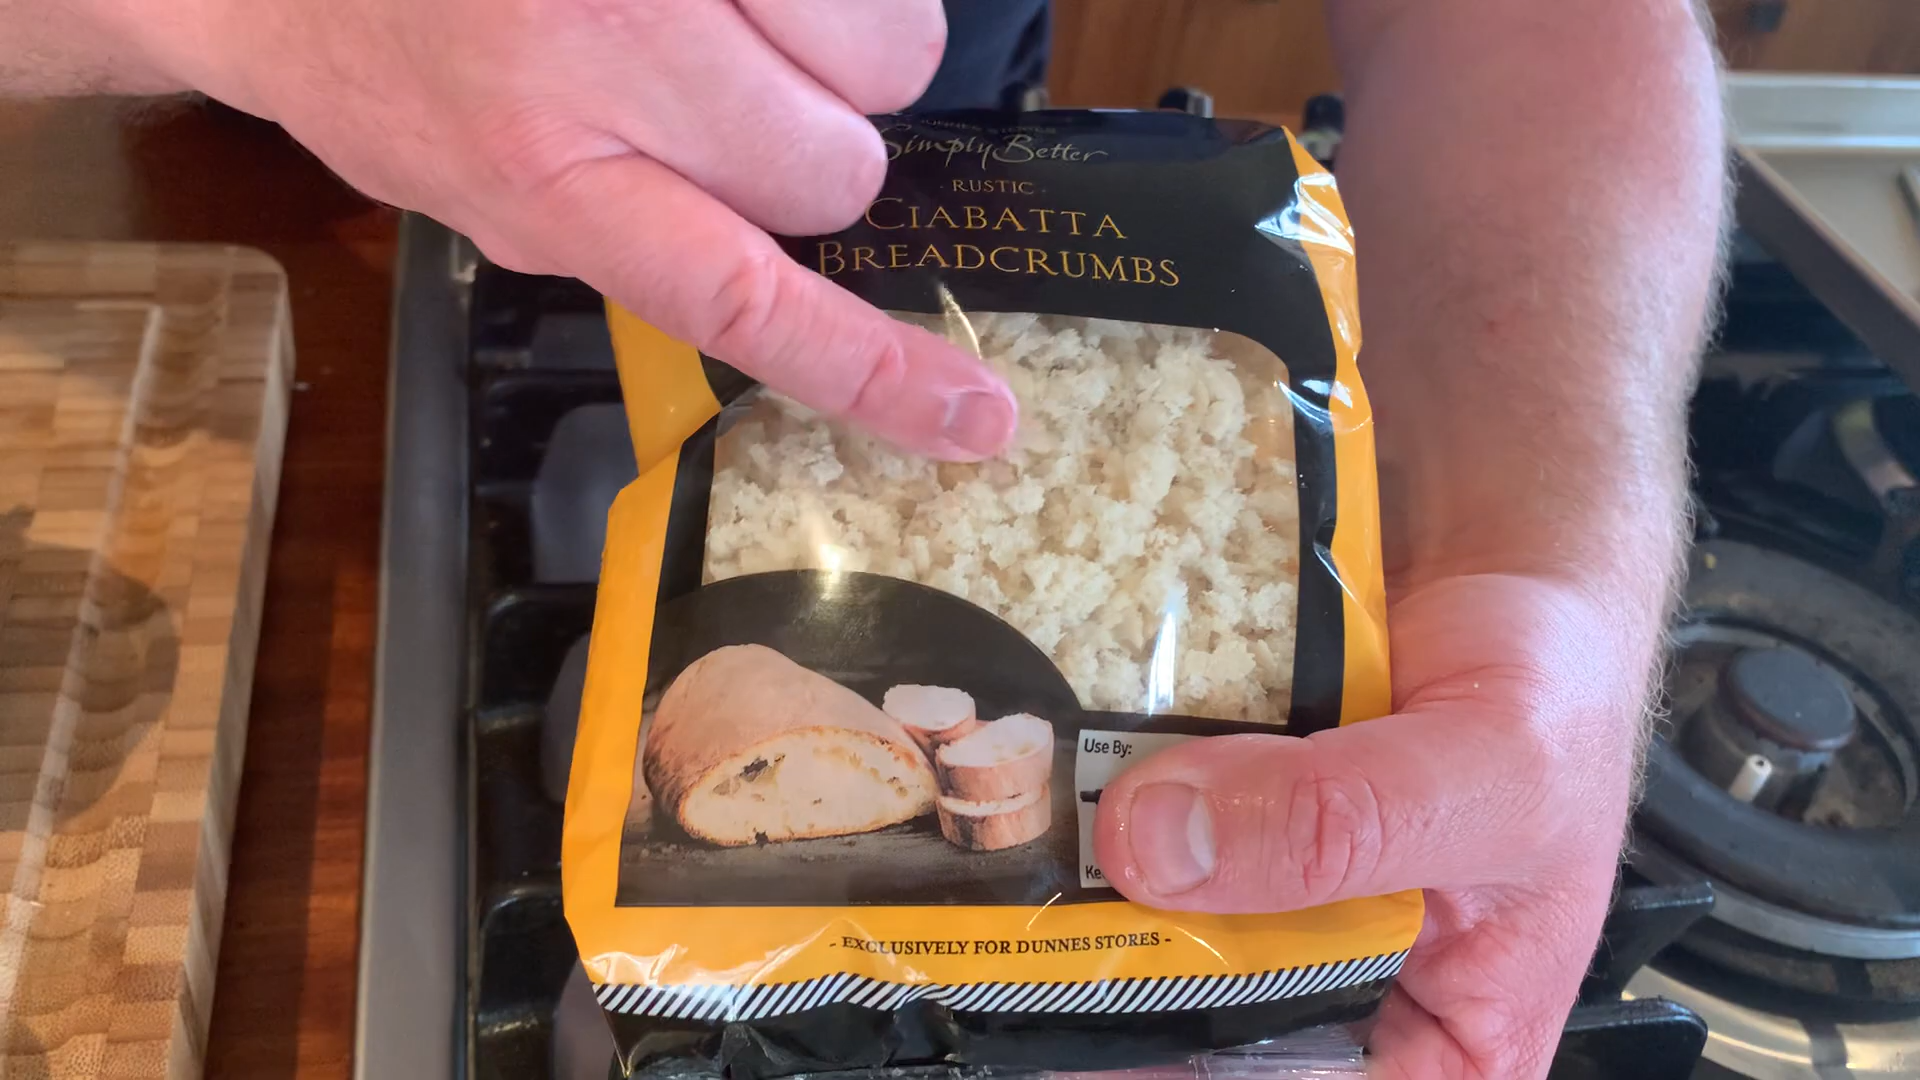 Simply Better
RUSTIC
CIABATTA
BREADCRUMBS
Use By:
- EXCLUSIVELY FOR DUNNES STORES -